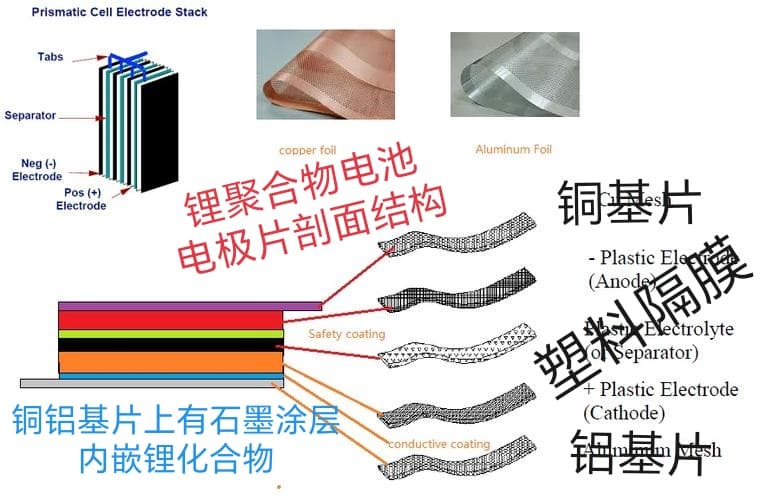 Prismatic Cell Electrode Stack
Tabs
Separator
Neg (-)
Electrode
Pos (+)
Electrode
copper foil
Aluminum Foil
锂聚合物电池
电极片剖面结构
铜基片
Mesh
- Plastic Electrode
(Anode)
塑料隔膜
Plastic Electrolyte
(or Separator)
Safety coating
+ Plastic Electrode
(Cathode)
铝基片
Aluminum Mesh
conductive coating
铜铝基片上有石墨涂层
内嵌锂化合物